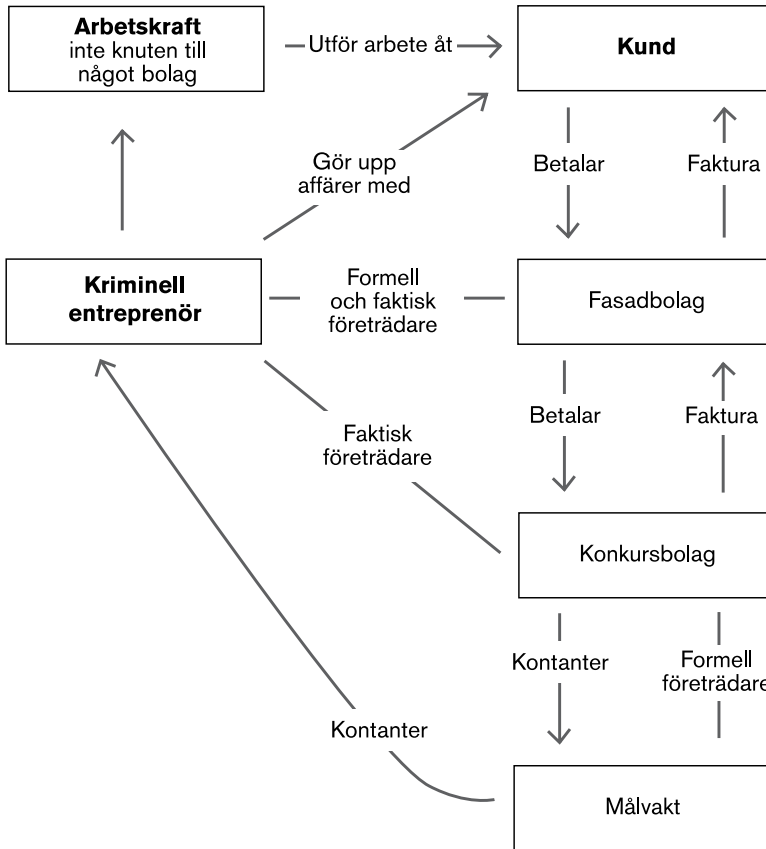 Arbetskraft
inte knuten till
något bolag
Utför arbete åt
Kund
Gör upp
affärer med
Betalar
Faktura
Kriminell
entreprenör
Formell
och faktisk
företrädare
Fasadbolag
Faktisk
företrädare
Betalar
Faktura
Konkursbolag
Kontanter
Formell
företrädare
Kontanter
Målvakt